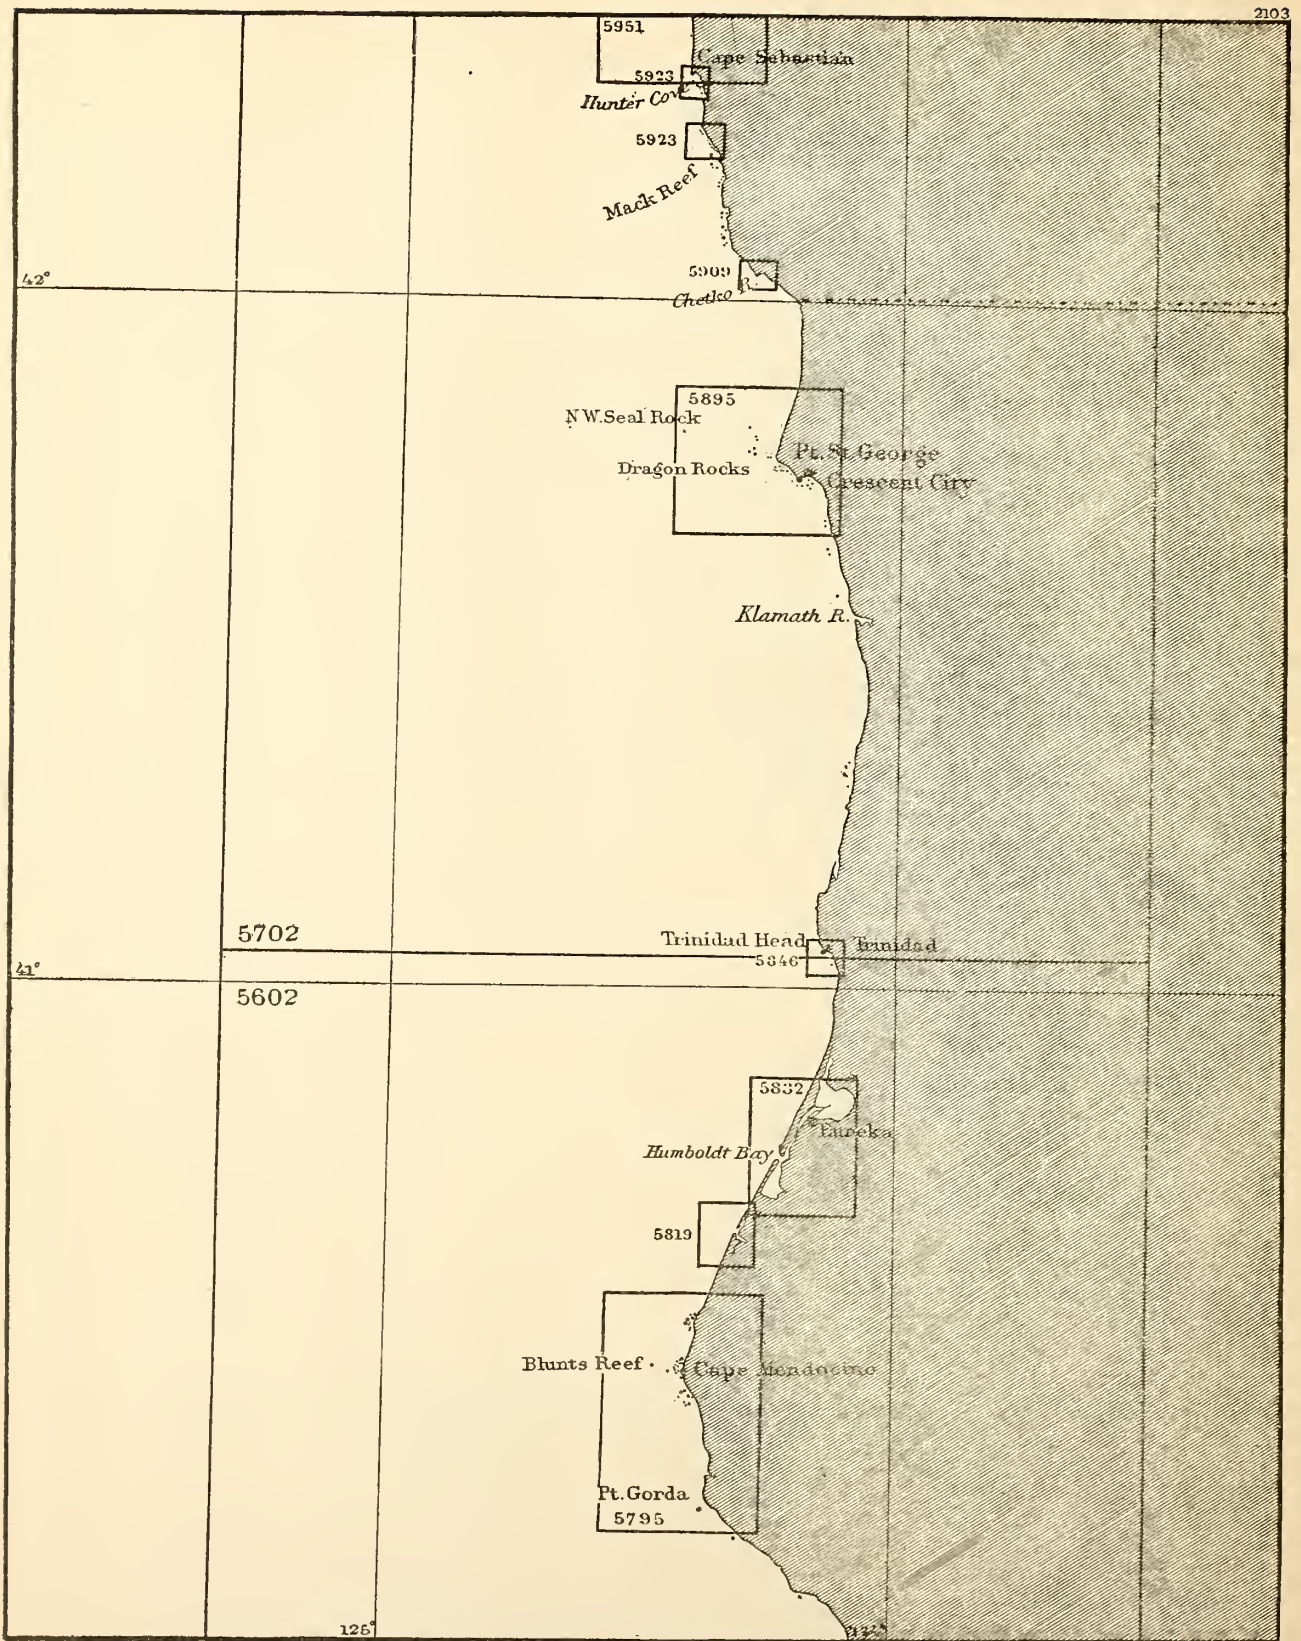 2103
5951
Cape Sebastian
5923
Hunter Cove
5923
Mack Reef
42°
5909
Chetko R.
5895
N.W. Seal Rock
Pt. St. George
Dragon Rocks
Crescent City
Klamath R.
5702
Trinidad Head
Trinidad
5846
41°
5602
5832
Eureka
Humboldt Bay
5819
Blunts Reef
Cape Mendocino
Pt. Gorda
5795